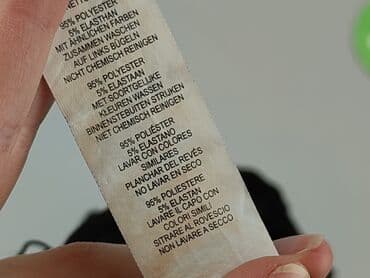 95% POLYESTER
5% ELASTHAN
MIT ÄHNLICHEN FARBEN
ZUSAMMEN WASCHEN
AUF LINKS BÜGELN
NICHT CHEMISCH REINIGEN
95% POLYESTER
5% ELASTAAN
MET SOORTGELIJKE
KLEUREN WASSEN
BINNENSTEBUITEN STRIJKEN
NIET CHEMISCH REINIGEN
95% POLIÉSTER
5% ELASTANO
LAVAR CON COLORES
SIMILARES
PLANCHAR DEL REVÉS
NO LAVAR EN SECO
95% POLIESTERE
5% ELASTAN
LAVARE IL CAPO CON
COLORI SIMILI
STIRARE AL ROVESCIO
NON LAVARE A SECCO